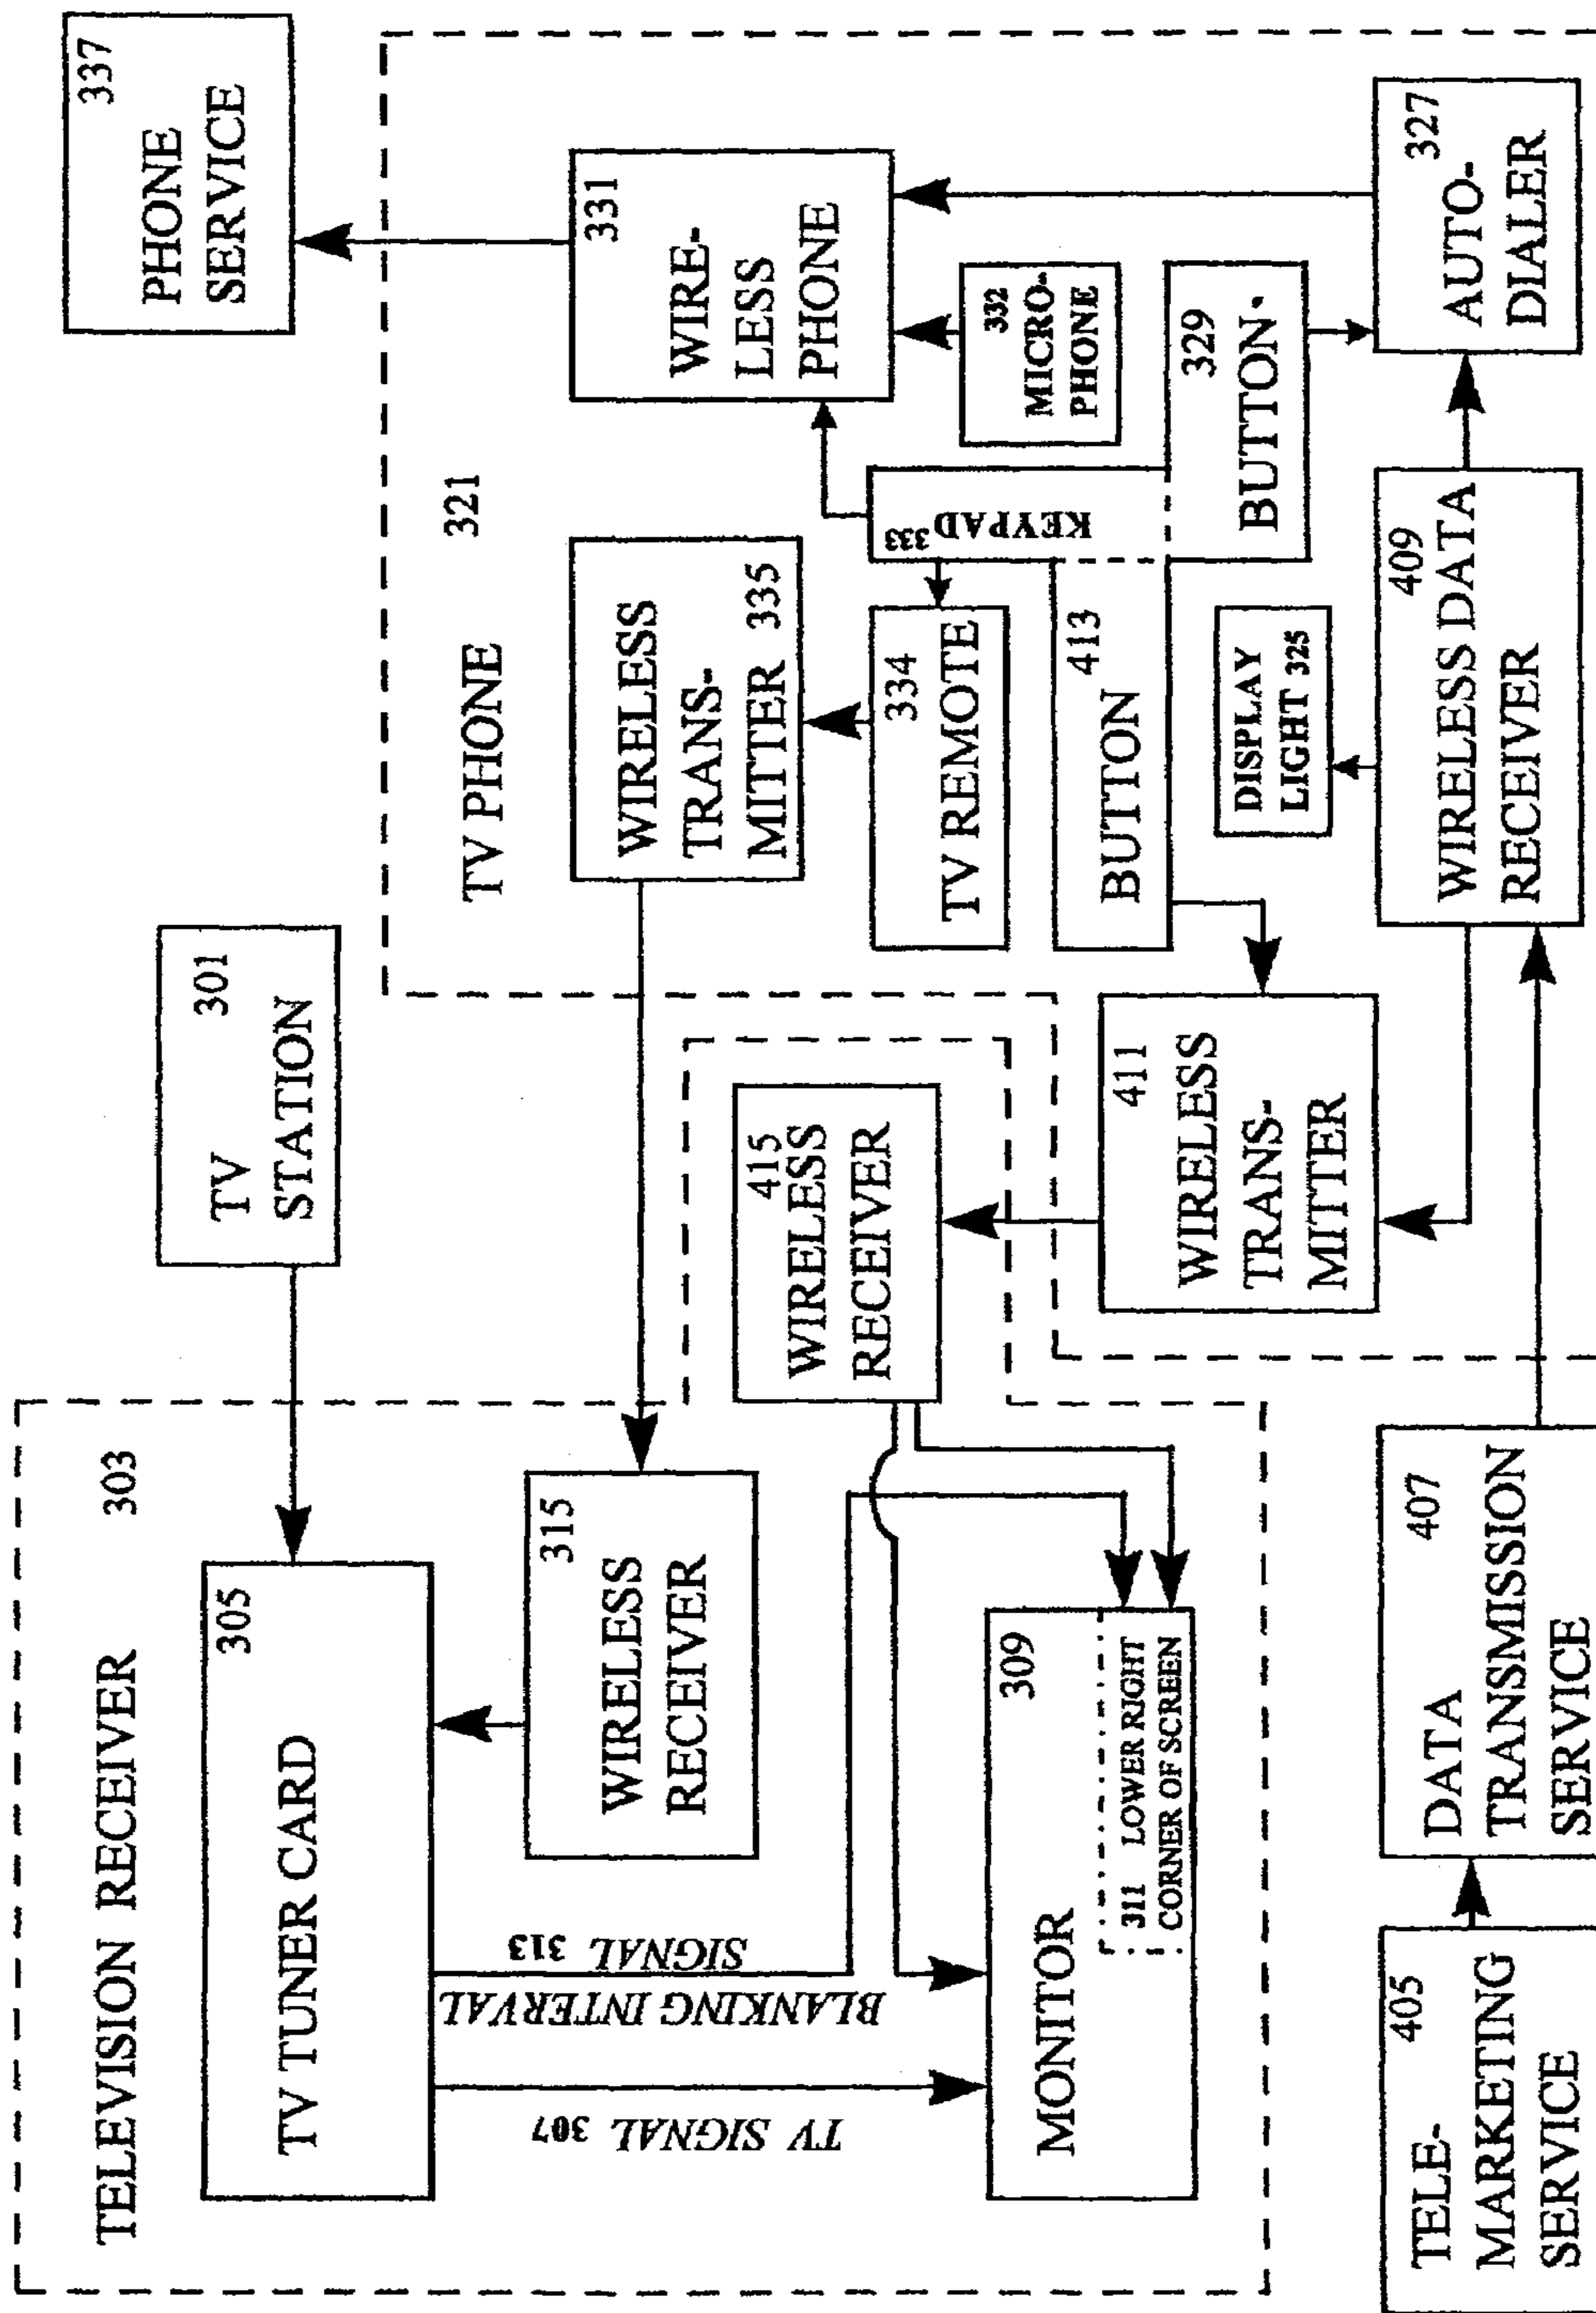 TELEVISION RECEIVER 303
305
TV TUNER CARD
TV SIGNAL 307
BLANKING INTERVAL
SIGNAL 313
315
WIRELESS
RECEIVER
309
MONITOR
311 LOWER RIGHT
CORNER OF SCREEN
301
TV
STATION
415
WIRELESS
RECEIVER
337
PHONE
SERVICE
TV PHONE 321
331
WIRE-
LESS
PHONE
WIRELESS
TRANS-
MITTER 335
332
MICRO-
PHONE
KEYPAD 333
334
TV REMOTE
413
BUTTON
329
BUTTON.
411
WIRELESS
TRANS-
MITTER
DISPLAY
LIGHT 325
409
WIRELESS DATA
RECEIVER
327
AUTO-
DIALER
405
TELE-
MARKETING
SERVICE
407
DATA
TRANSMISSION
SERVICE